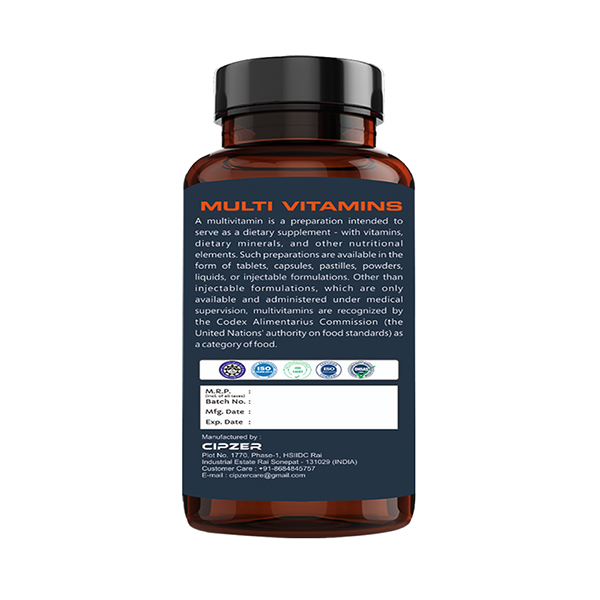 MULTI VITAMINS
A multivitamin is a preparation intended to
serve as a dietary supplement - with vitamins,
dietary minerals, and other nutritional
elements. Such preparations are available in the
form of tablets, capsules, pastilles, powders,
liquids, or injectable formulations. Other than
injectable formulations, which are only
available and administered under medical
supervision, multivitamins are recognized by
the Codex Alimentarius Commission (the
United Nations' authority on food standards) as
a category of food.
ISO ISO
M.R.P. :
(Incl. of all taxes)
Batch No. :
Mfg. Date :
Exp. Date :
Manufactured by :
CIPZER
Plot No. 1770, Phase-1, HSIIDC Rai
Industrial Estate Rai Sonepat - 131029 (INDIA)
Customer Care : +91-8684845757
E-mail : cipzercare@gmail.com